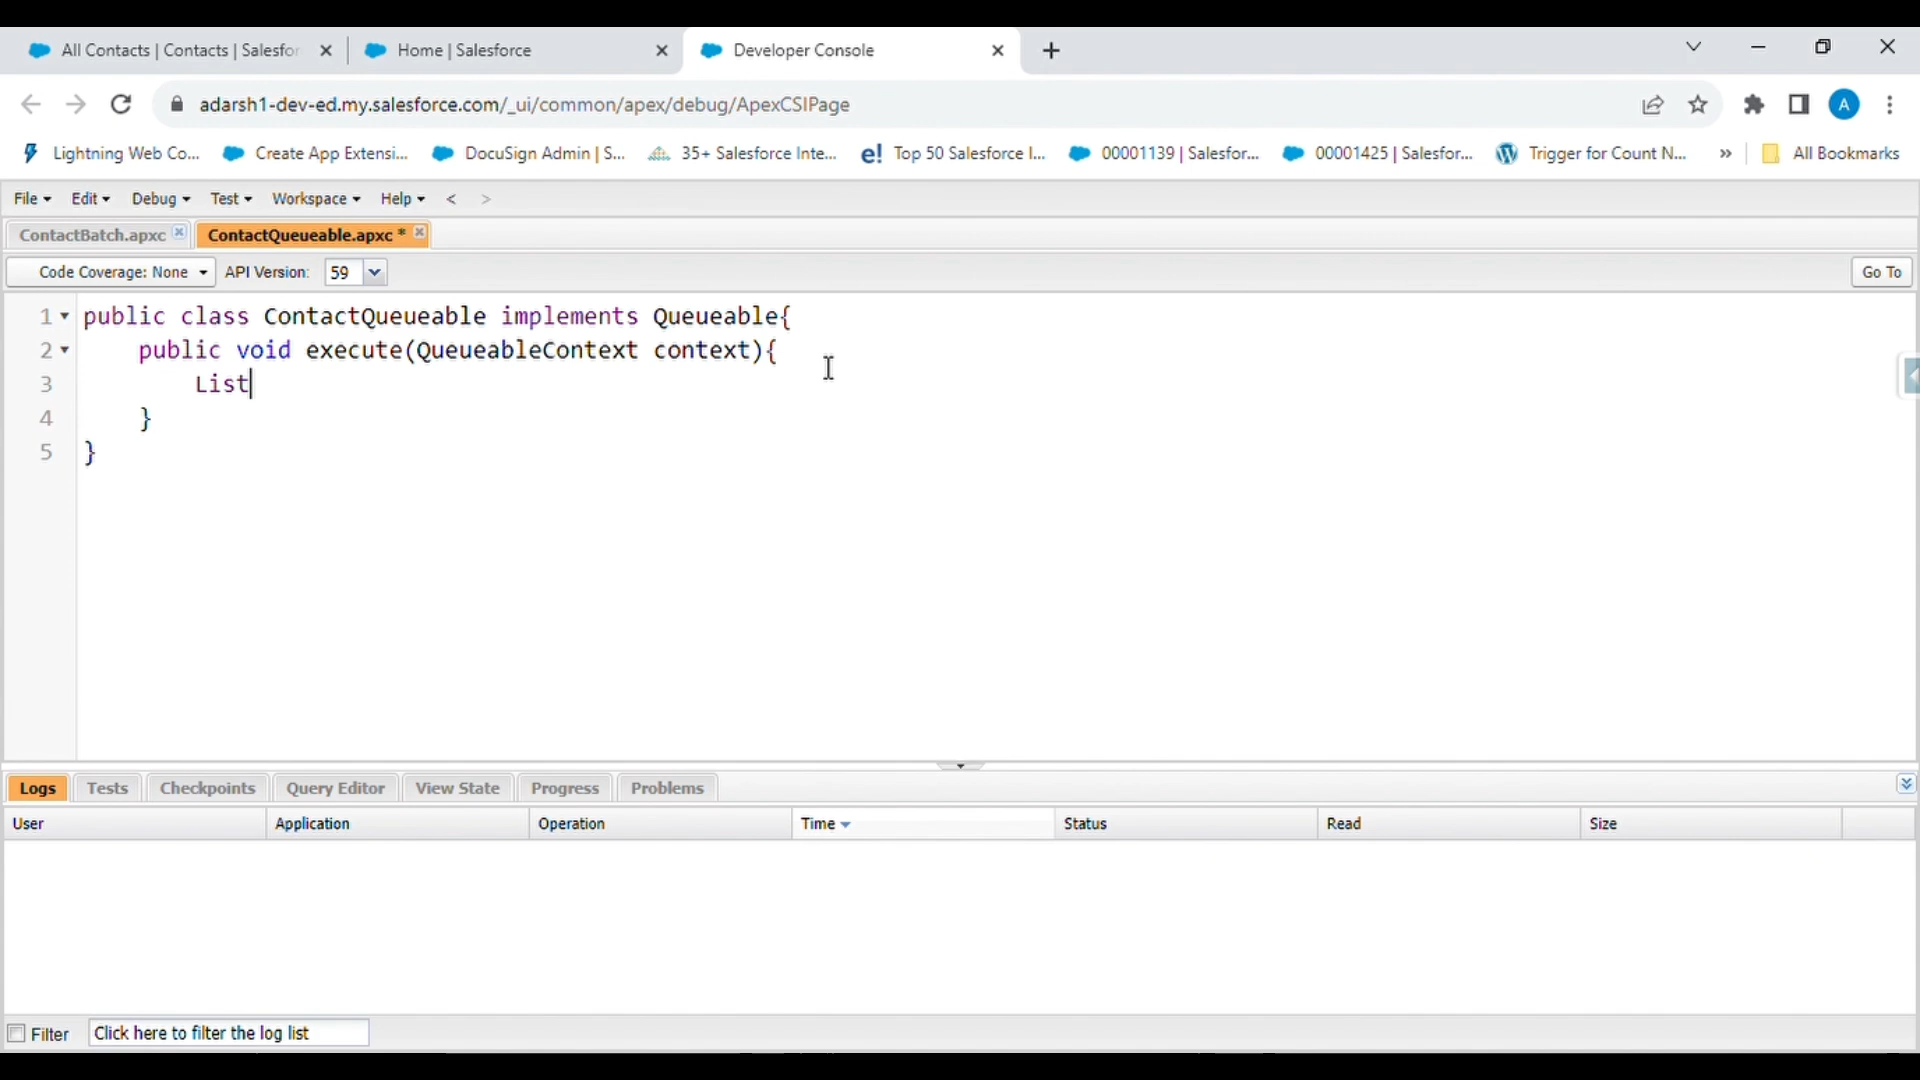 All Contacts | Contacts | Salesfor
Home | Salesforce
Developer Console
adarsh1-dev-ed.my.salesforce.com/_ui/common/apex/debug/ApexCSIPage
A
Lightning Web Co...
Create App Extensi...
DocuSign Admin | S...
35+ Salesforce Inte...
e! Top 50 Salesforce I...
00001139 | Salesfor...
00001425 | Salesfor...
Trigger for Count N...
»
All Bookmarks
File Edit Debug Test Workspace Help < >
ContactBatch.apxc
ContactQueueable.apxc *
Code Coverage: None API Version: 59 Go To
1 public class ContactQueueable implements Queueable{
2 public void execute(QueueableContext context){
3 List
4 }
5 }
Logs Tests Checkpoints Query Editor View State Progress Problems
User Application Operation Time Status Read Size
Filter Click here to filter the log list